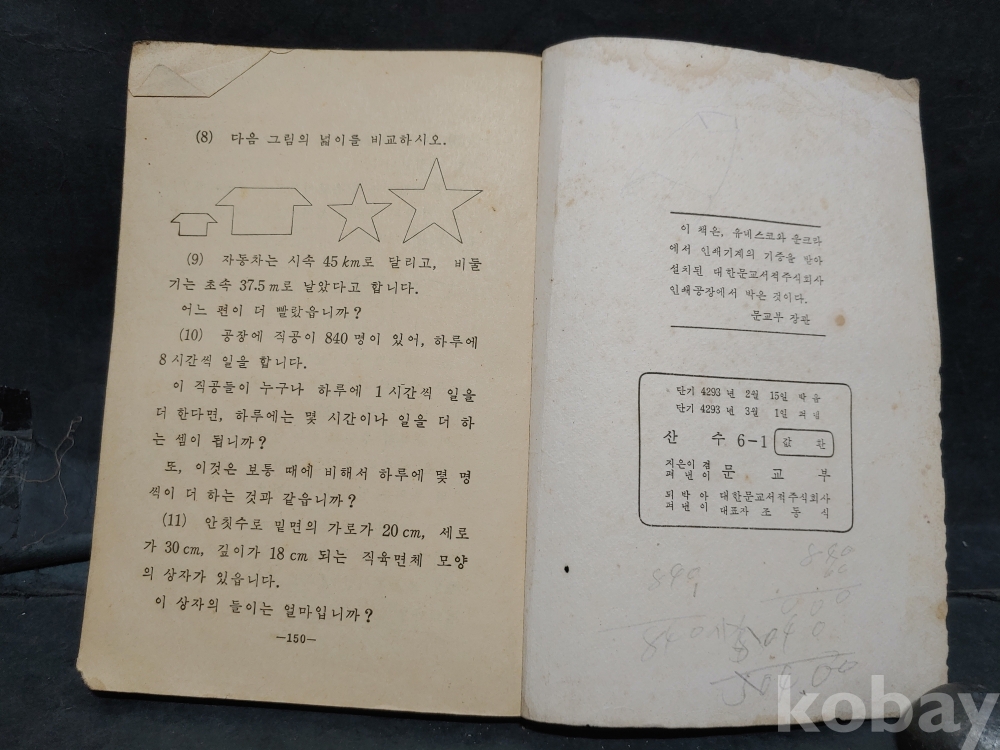 (8) 다음 그림의 넓이를 비교하시오.
(9) 자동차는 시속 45 km로 달리고, 비둘
기는 초속 37.5 m로 날았다고 합니다.
어느 편이 더 빨랐읍니까?
(10) 공장에 직공이 840 명이 있어, 하루에
8 시간씩 일을 합니다.
이 직공들이 누구나 하루에 1 시간씩 일을
더 한다면, 하루에는 몇 시간이나 일을 더 하
는 셈이 됩니까?
또, 이것은 보통 때에 비해서 하루에 몇 명
씩이 더 하는 것과 같읍니까?
(11) 안칫수로 밑면의 가로가 20 cm, 세로
가 30 cm, 깊이가 18 cm 되는 직육면체 모양
의 상자가 있읍니다.
이 상자의 들이는 얼마입니까?
—150—
이 책은, 유네스코와 운크라
에서 인쇄기계의 기증을 받아
설치된 대한문교서적주식회사
인쇄공장에서 박은 것이다.
문교부 장관
단기 4293 년 2월 15일 박음
단기 4293 년 3월 1일 펴냄
산 수 6-1 값 환
지은이 겸
펴낸이 문 교 부
되박아
펴낸이 대한문교서적주식회사
대표자 조 동 식
840
kobay